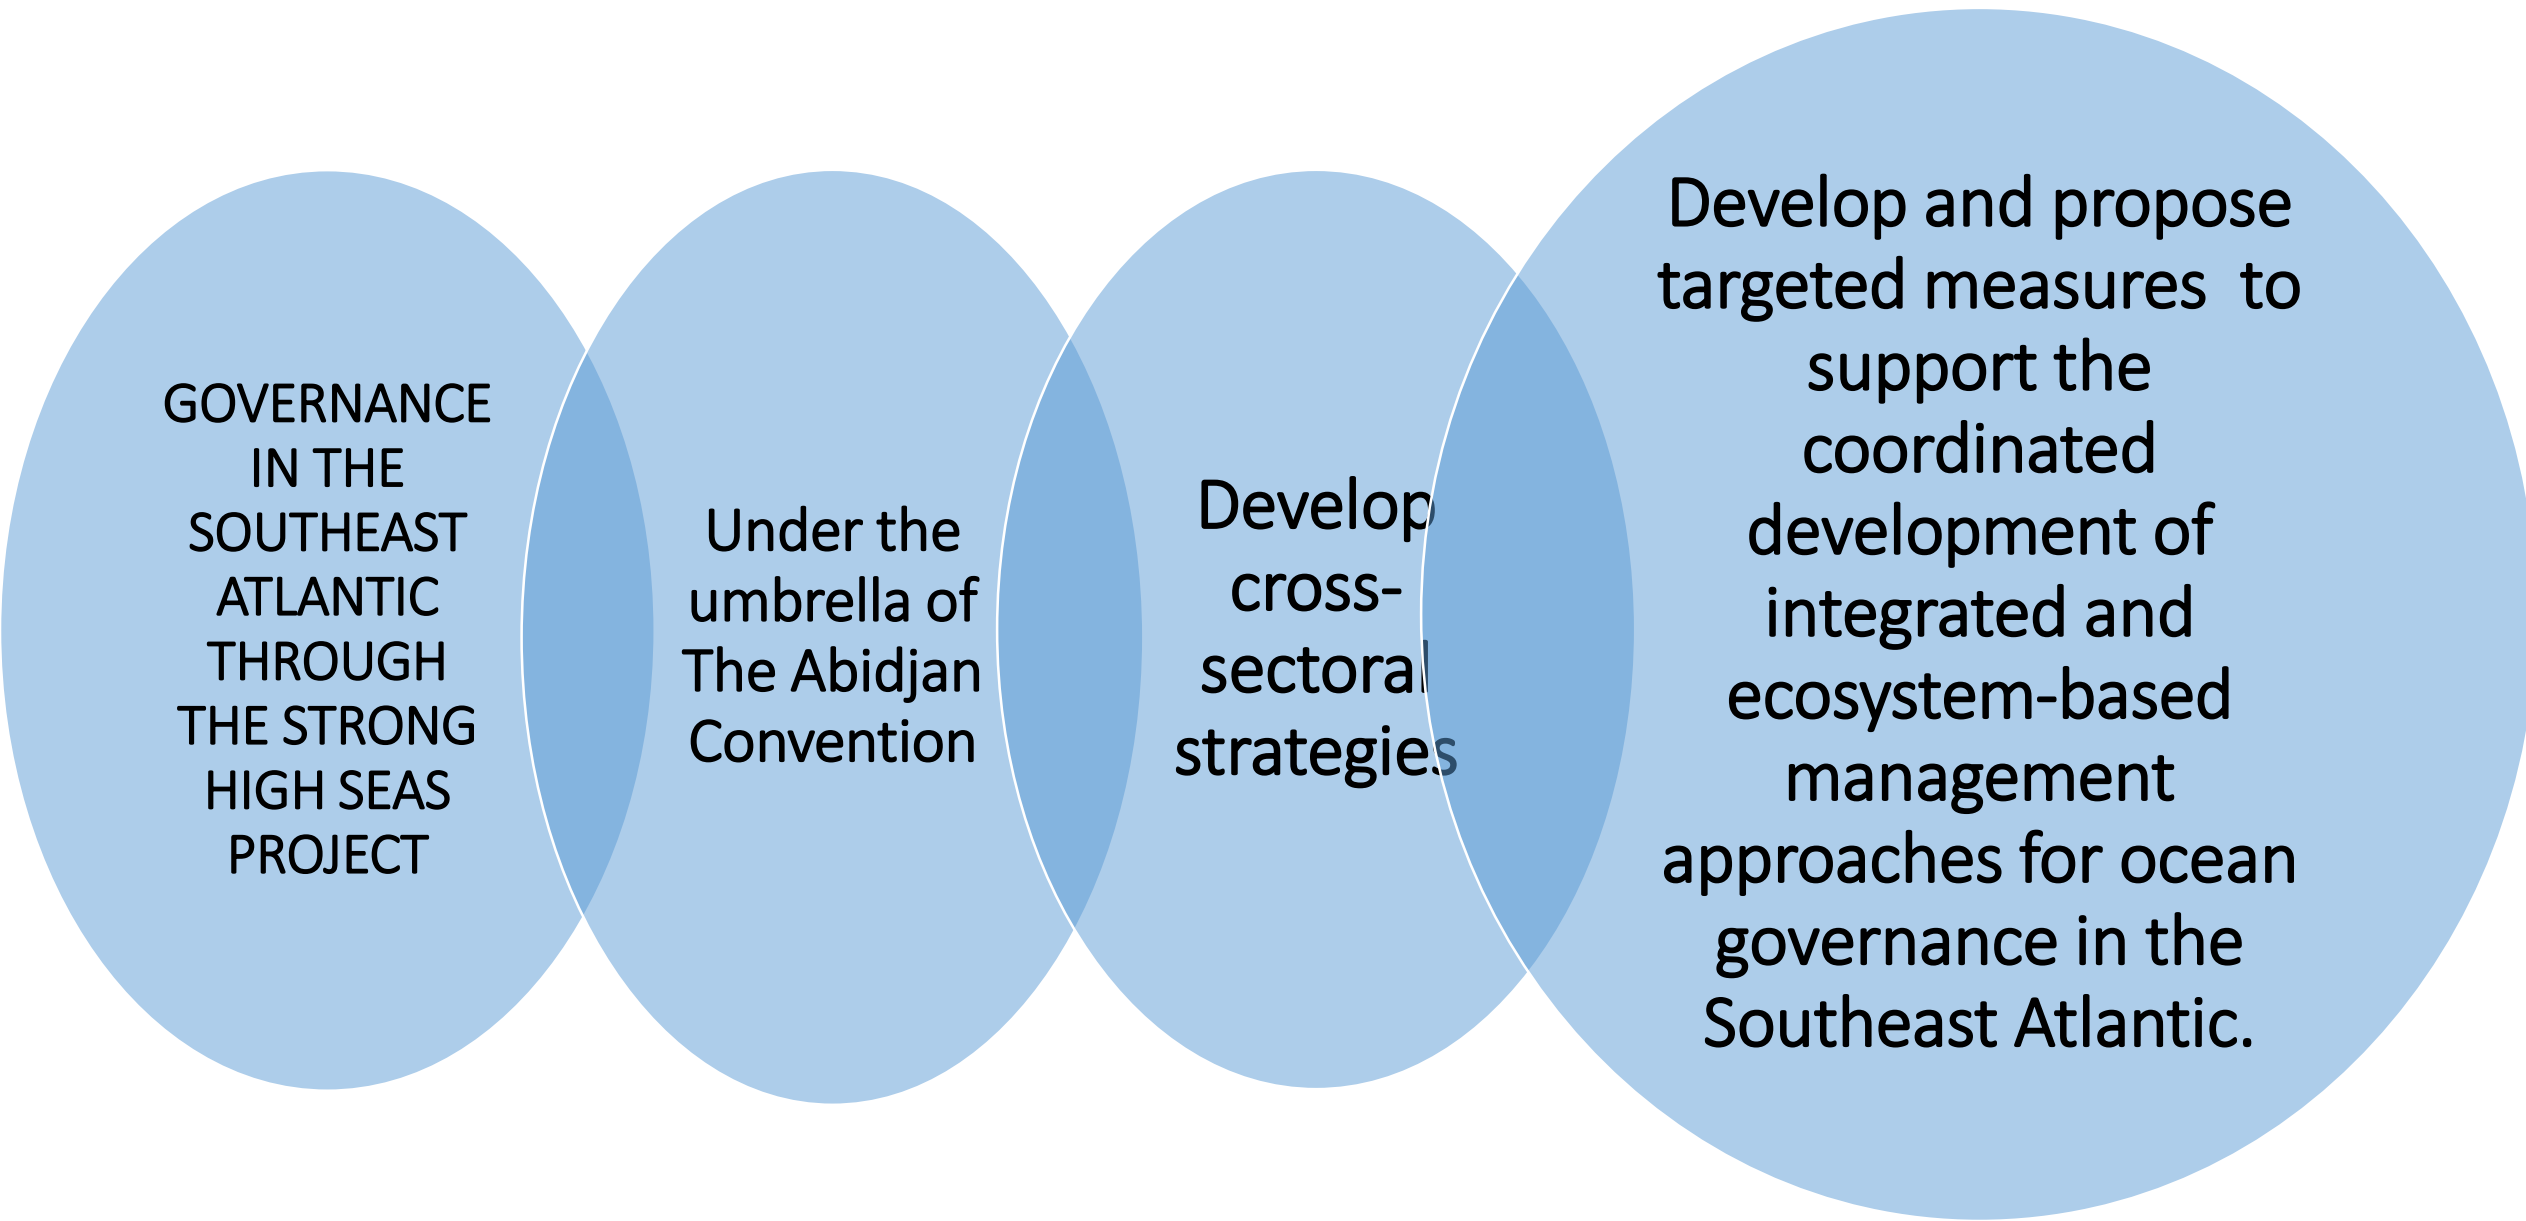 GOVERNANCE
IN THE
SOUTHEAST
ATLANTIC
THROUGH
THE STRONG
HIGH SEAS
PROJECT
Under the
umbrella of
The Abidjan
Convention
Develop
cross-
sectoral
strategies
Develop and propose
targeted measures  to
support the
coordinated
development of
integrated and
ecosystem-based
management
approaches for ocean
governance in the
Southeast Atlantic.